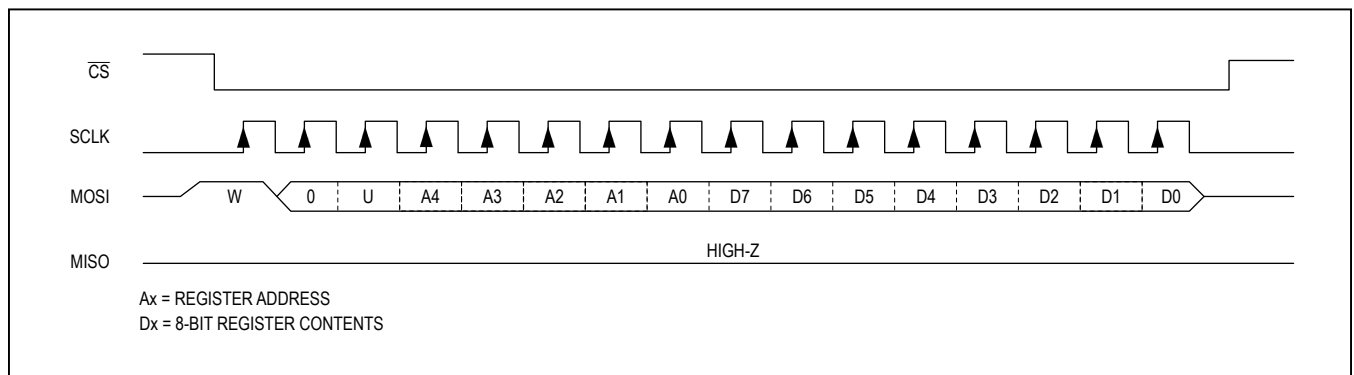 CS
SCLK
MOSI W 0 U A4 A3 A2 A1 A0 D7 D6 D5 D4 D3 D2 D1 D0
MISO HIGH-Z
Ax = REGISTER ADDRESS
Dx = 8-BIT REGISTER CONTENTS